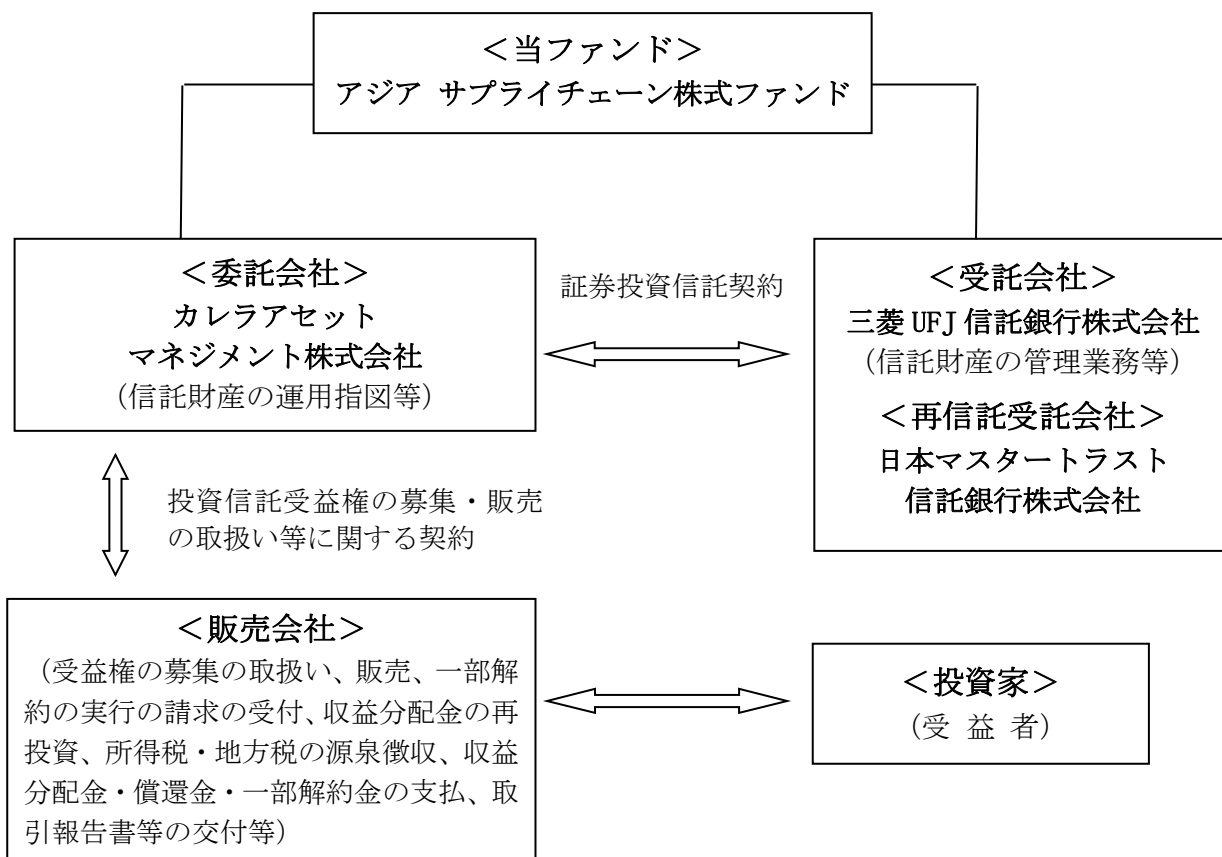 ＜当ファンド＞
アジア サプライチェーン株式ファンド
＜委託会社＞
カレラアセット
マネジメント株式会社
（信託財産の運用指図等）
証券投資信託契約
＜受託会社＞
三菱 UFJ 信託銀行株式会社
（信託財産の管理業務等）
＜再信託受託会社＞
日本マスタートラスト
信託銀行株式会社
投資信託受益権の募集・販売
の取扱い等に関する契約
＜販売会社＞
（受益権の募集の取扱い、販売、一部解
約の実行の請求の受付、収益分配金の再
投資、所得税・地方税の源泉徴収、収益
分配金・償還金・一部解約金の支払、取
引報告書等の交付等）
＜投資家＞
（受 益 者）